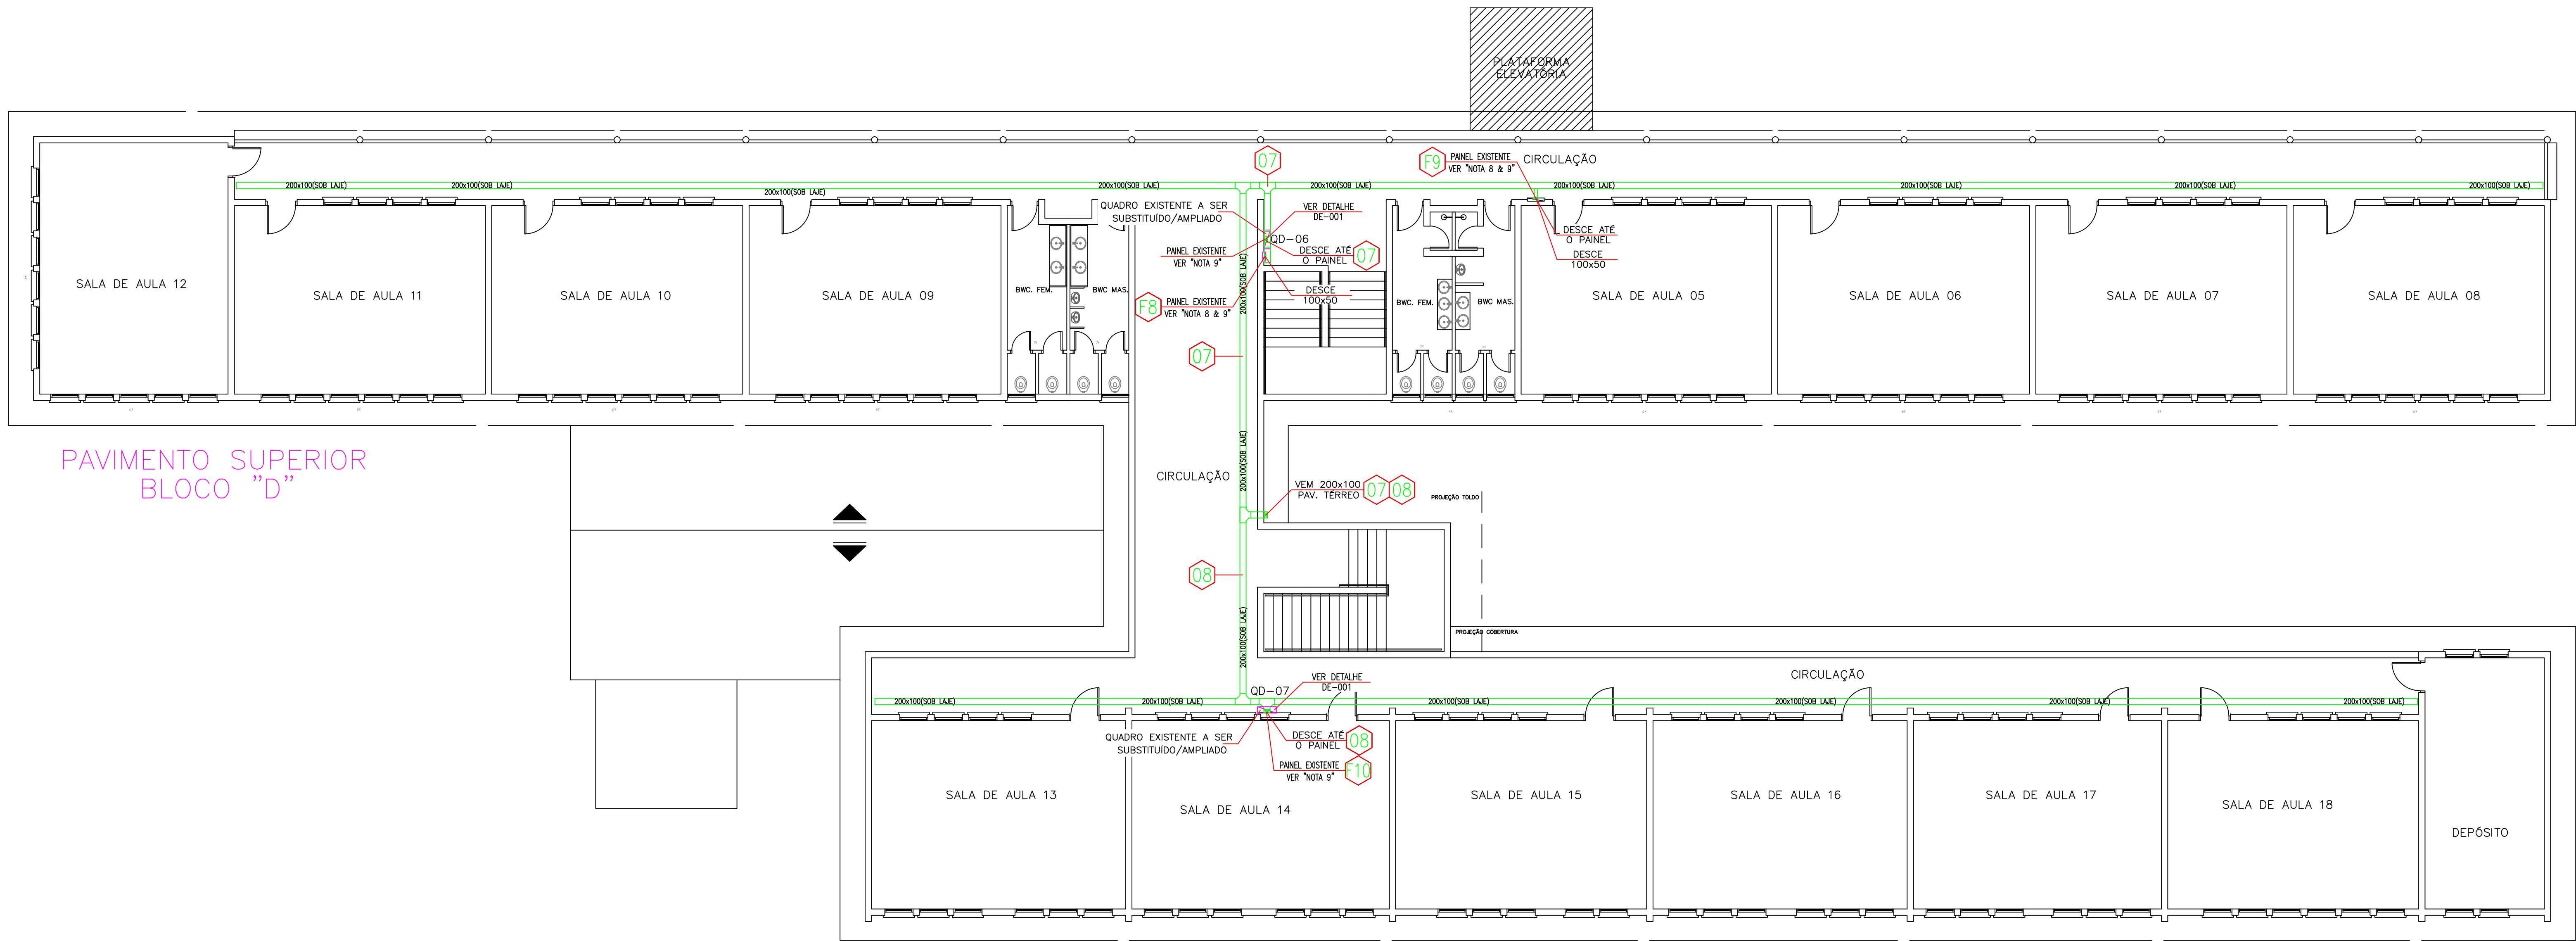 PLATAFORMA
ELEVATÓRIA
07
F9
PAINEL EXISTENTE
VER "NOTA 8 & 9"
CIRCULAÇÃO
200x100(SOB LAJE)
200x100(SOB LAJE)
200x100(SOB LAJE)
200x100(SOB LAJE)
200x100(SOB LAJE)
200x100(SOB LAJE)
200x100(SOB LAJE)
200x100(SOB LAJE)
200x100(SOB LAJE)
QUADRO EXISTENTE A SER
SUBSTITUÍDO/AMPLIADO
VER DETALHE
DE-001
QD-06
PAINEL EXISTENTE
VER "NOTA 9"
DESCE ATÉ
O PAINEL
07
DESCE ATÉ
O PAINEL
DESCE
100x50
DESCE
100x50
F8
PAINEL EXISTENTE
VER "NOTA 8 & 9"
200x100(SOB LAJE)
SALA DE AULA 12
SALA DE AULA 11
SALA DE AULA 10
SALA DE AULA 09
BWC. FEM.
BWC MAS.
BWC. FEM.
BWC MAS.
SALA DE AULA 05
SALA DE AULA 06
SALA DE AULA 07
SALA DE AULA 08
07
PAVIMENTO SUPERIOR
BLOCO "D"
CIRCULAÇÃO
200x100(SOB LAJE)
VEM 200x100
PAV. TÉRREO
07
08
PROJEÇÃO TOLDO
08
200x100(SOB LAJE)
PROJEÇÃO COBERTURA
CIRCULAÇÃO
VER DETALHE
DE-001
QD-07
200x100(SOB LAJE)
200x100(SOB LAJE)
200x100(SOB LAJE)
200x100(SOB LAJE)
200x100(SOB LAJE)
200x100(SOB LAJE)
QUADRO EXISTENTE A SER
SUBSTITUÍDO/AMPLIADO
DESCE ATÉ
O PAINEL
08
PAINEL EXISTENTE
VER "NOTA 9"
F10
SALA DE AULA 13
SALA DE AULA 14
SALA DE AULA 15
SALA DE AULA 16
SALA DE AULA 17
SALA DE AULA 18
DEPÓSITO